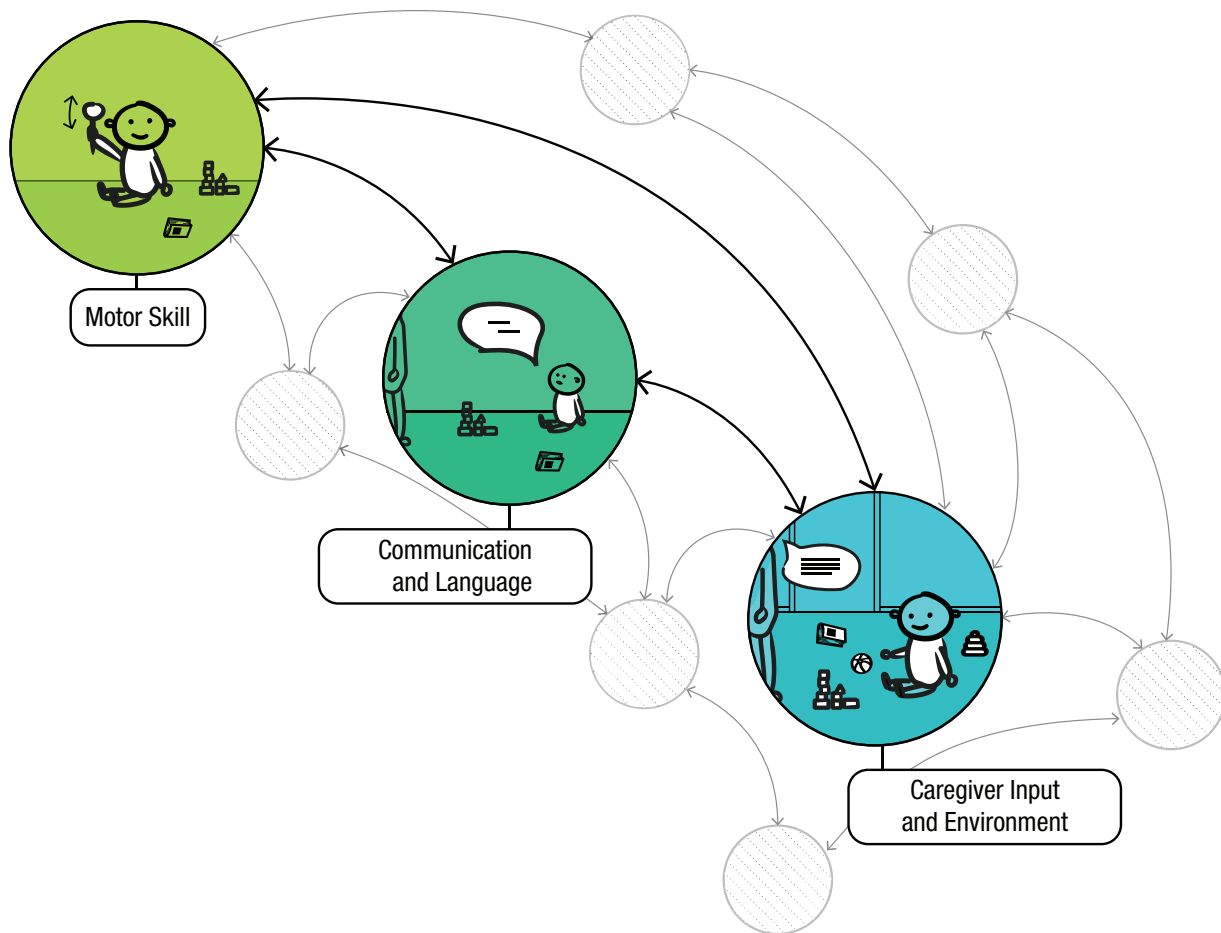 Motor Skill
Communication
and Language
Caregiver Input
and Environment